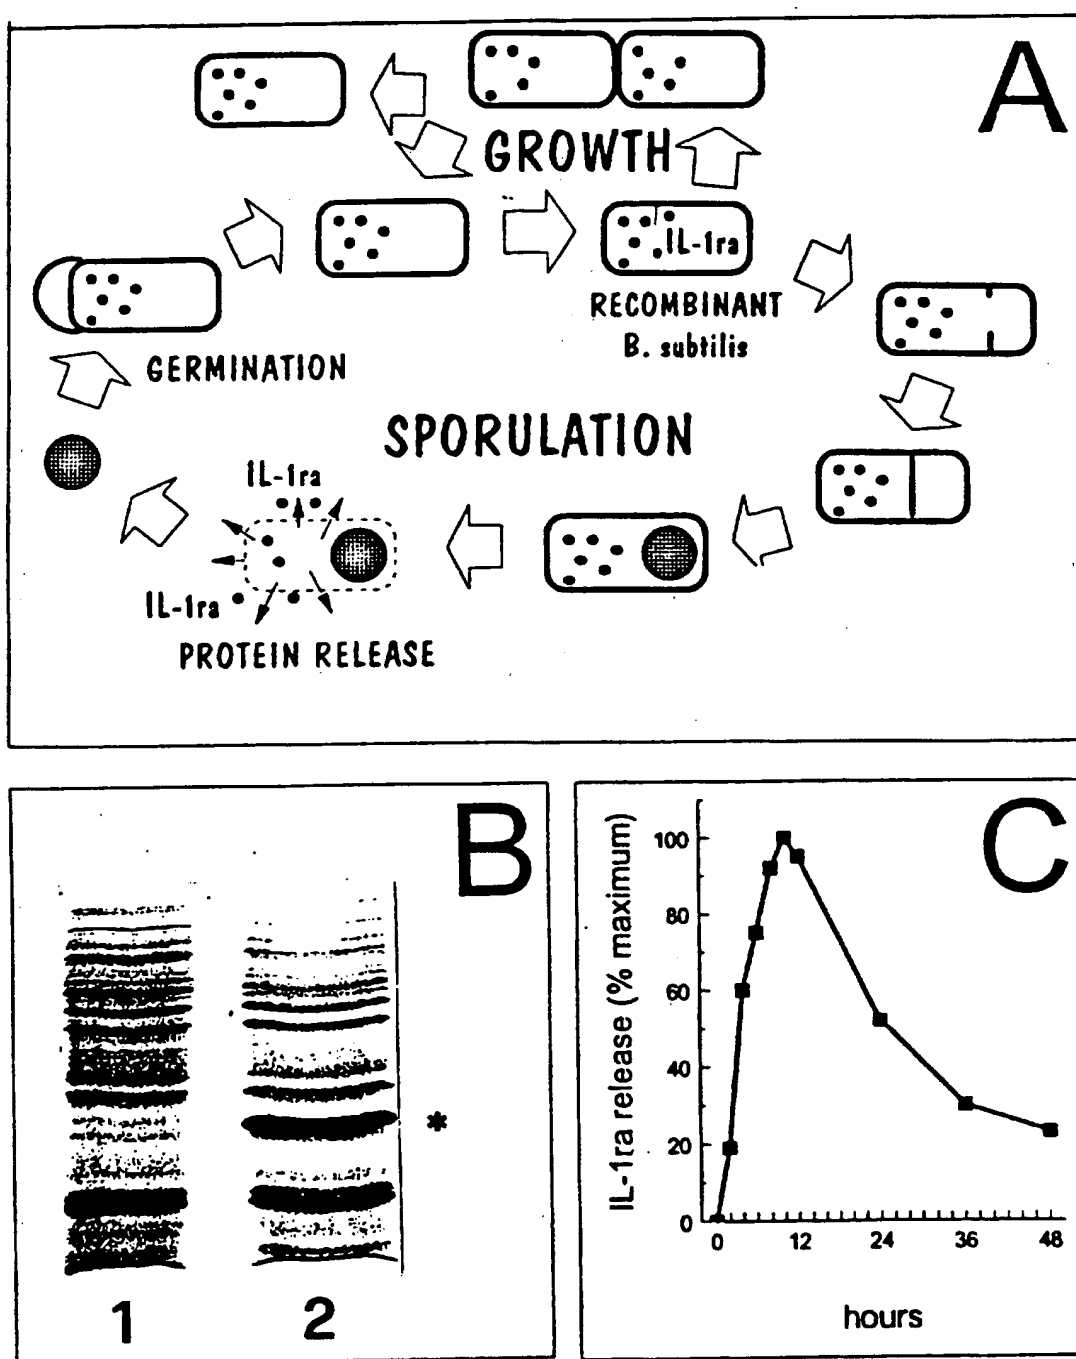 A
GROWTH
IL-1ra
RECOMBINANT
B. subtilis
GERMINATION
SPORULATION
IL-1ra
IL-1ra
PROTEIN RELEASE
B
*
1 2
C
IL-1ra release (% maximum)
100
80
60
40
20
0
0 12 24 36 48
hours